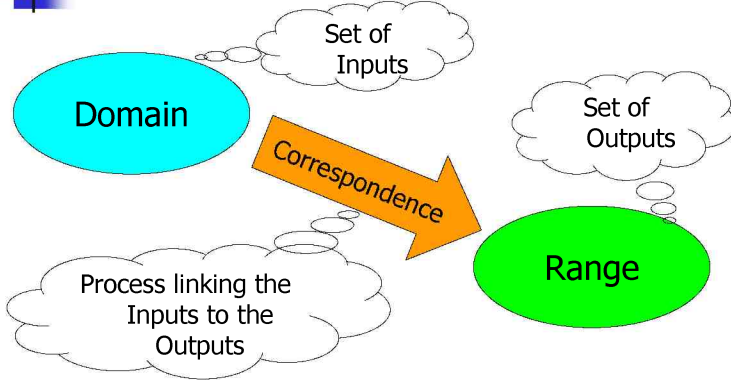 Set of
Inputs
Domain
Set of
Outputs
Correspondence
Process linking the
Inputs to the
Outputs
Range